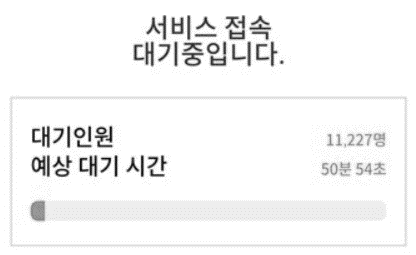 서비스 접속
대기중입니다.
대기인원 11,227명
예상 대기 시간 50분 54초